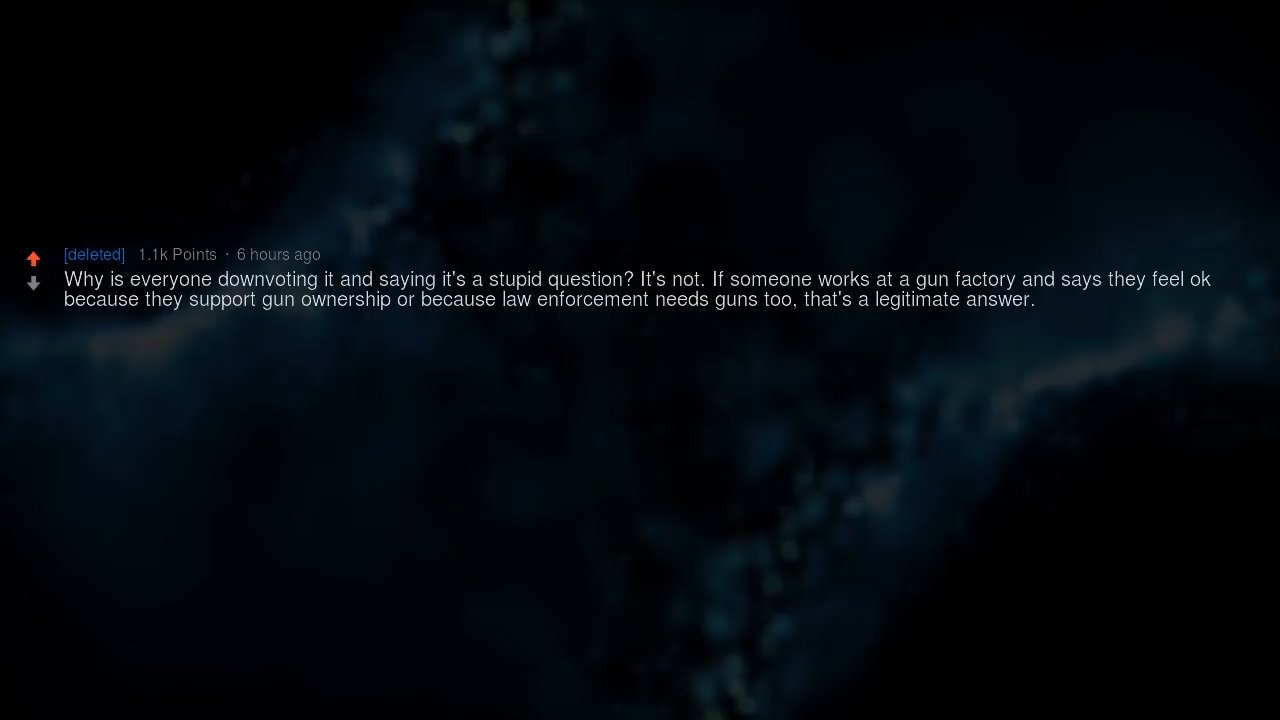 [deleted] 1.1k Points · 6 hours ago
Why is everyone downvoting it and saying it's a stupid question? It's not. If someone works at a gun factory and says they feel ok
because they support gun ownership or because law enforcement needs guns too, that's a legitimate answer.